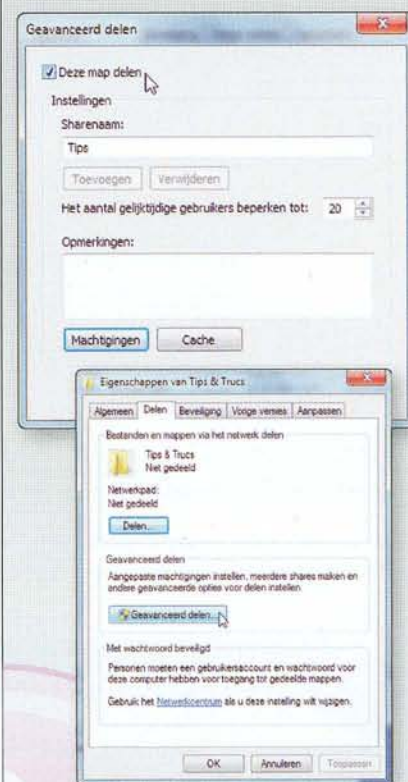 Geavanceerd delen
Deze map delen
Instellingen
Sharenaam:
Tips
Toevoegen Verwijderen
Het aantal gelijktijdige gebruikers beperken tot: 20
Opmerkingen:
Machtigingen Cache
Eigenschappen van Tips & Trucs
Algemeen Delen Beveiliging Vorige versies Aanpassen
Bestanden en mappen via het netwerk delen
Tips & Trucs
Niet gedeeld
Netwerkpad:
Niet gedeeld
Delen...
Geavanceerd delen
Aangepaste machtigingen instellen, meerdere shares maken en
andere geavanceerde opties voor delen instellen.
Geavanceerd delen...
Met wachtwoord beveiligd
Personen moeten een gebruikersaccount en wachtwoord voor
deze computer hebben voor toegang tot gedeelde mappen.
Gebruik het Netwerkcentrum als u deze instelling wilt wijzigen.
OK Annuleren Toepassen